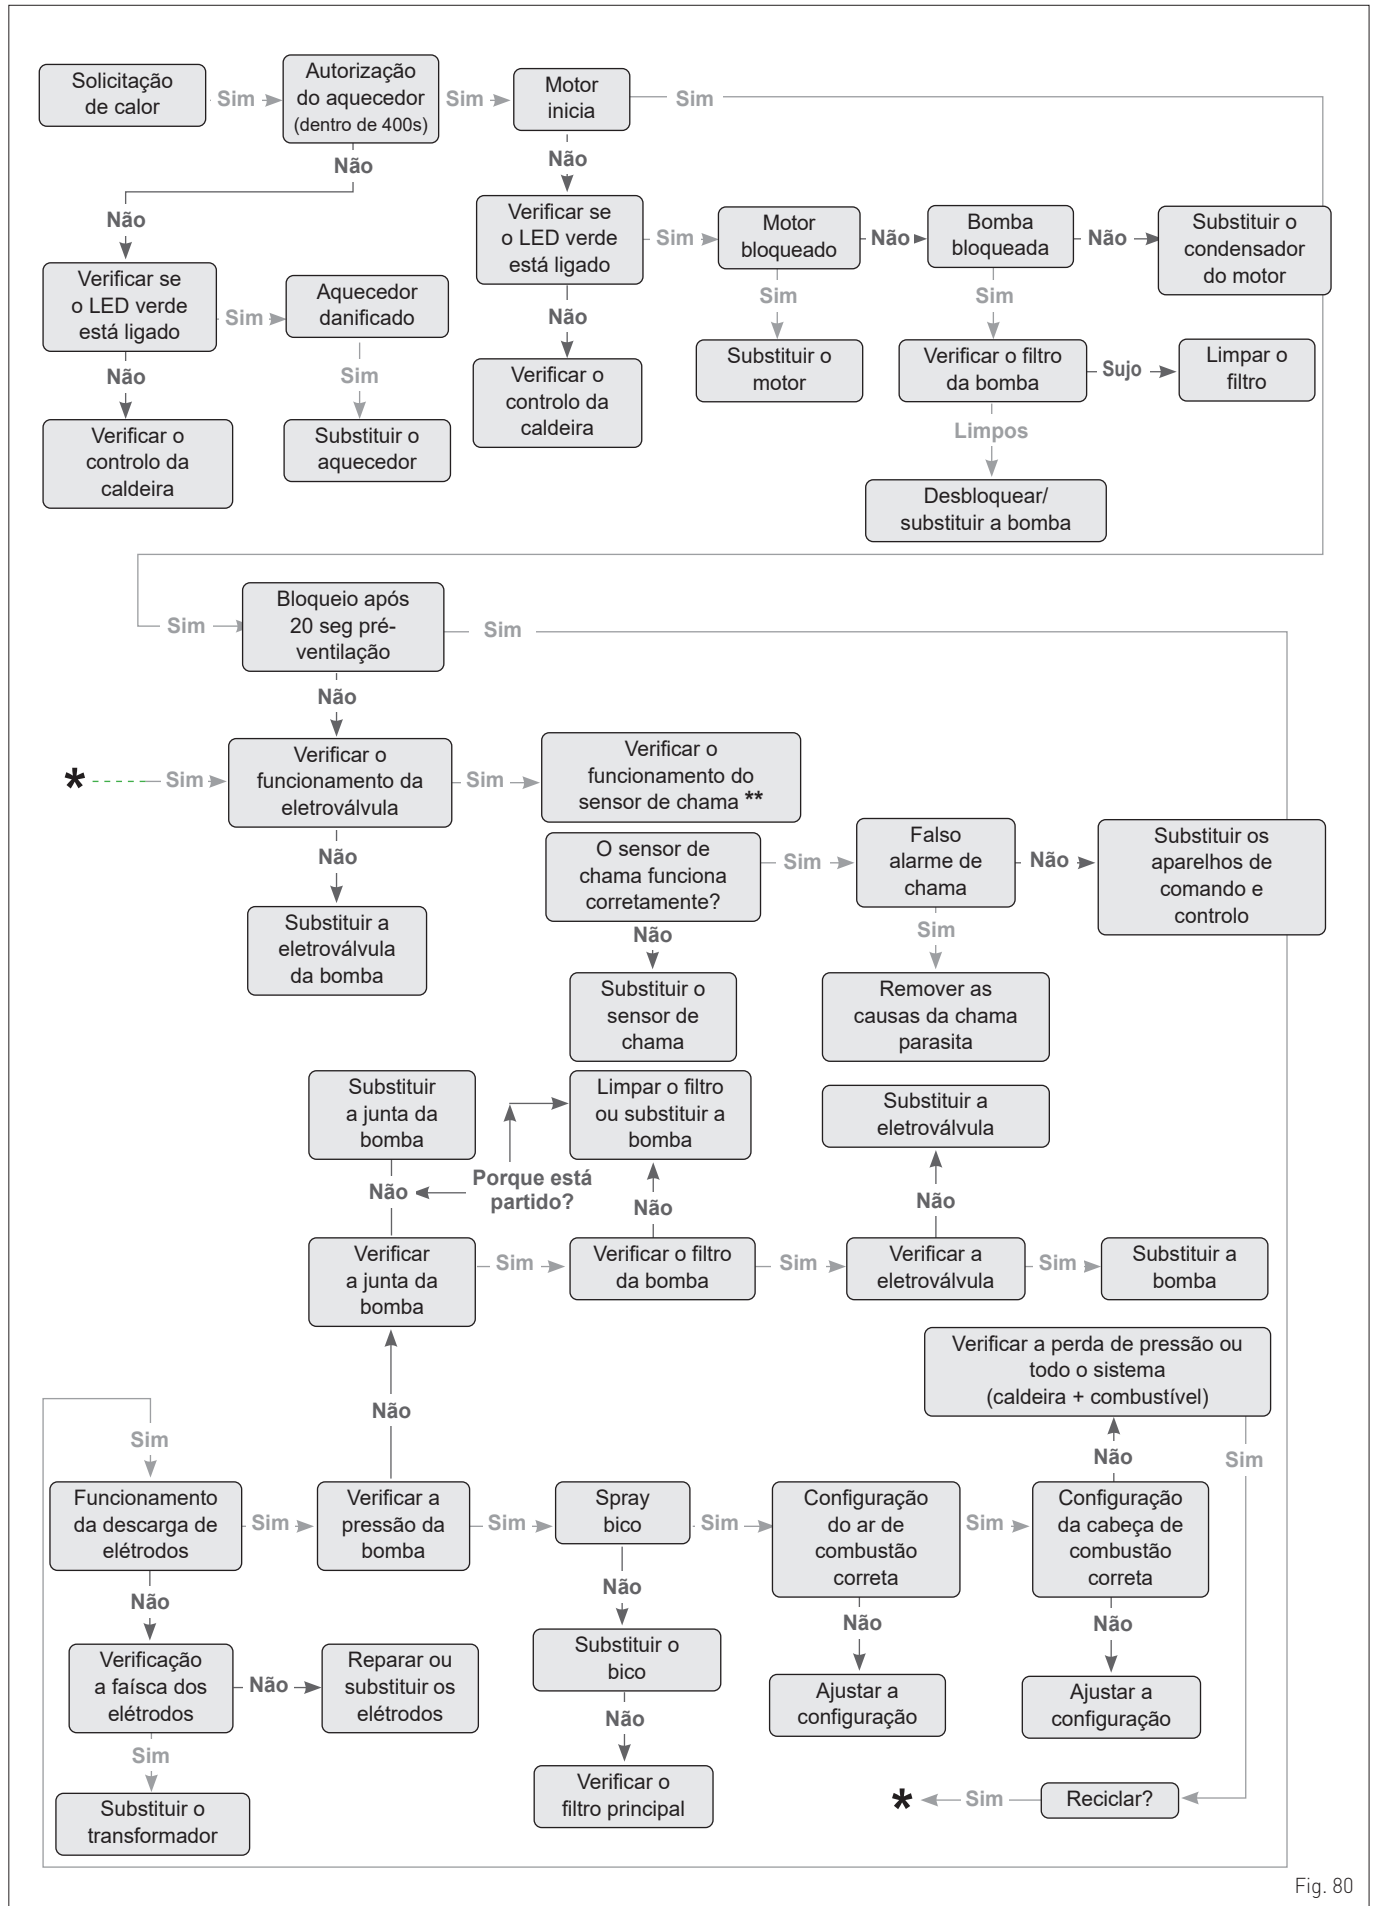 Solicitação
de calor
Sim
Autorização
do aquecedor
(dentro de 400s)
Sim
Motor
inicia
Sim
Não
Não
Não
Verificar se
o LED verde
está ligado
Sim
Aquecedor
danificado
Não
Sim
Verificar o
controlo da
caldeira
Substituir o
aquecedor
Verificar se
o LED verde
está ligado
Sim
Motor
bloqueado
Não
Bomba
bloqueada
Não
Substituir o
condensador
do motor
Não
Sim
Sim
Verificar o
controlo da
caldeira
Substituir o
motor
Verificar o filtro
da bomba
Sujo
Limpar o
filtro
Limpos
Desbloquear/
substituir a bomba
Sim
Bloqueio após
20 seg pré-
ventilação
Sim
Não
*
Sim
Verificar o
funcionamento da
eletroválvula
Sim
Verificar o
funcionamento do
sensor de chama **
Não
Substituir a
eletroválvula
da bomba
O sensor de
chama funciona
corretamente?
Sim
Falso
alarme de
chama
Não
Substituir os
aparelhos de
comando e
controlo
Não
Sim
Substituir o
sensor de
chama
Remover as
causas da chama
parasita
Substituir
a junta da
bomba
Limpar o filtro
ou substituir a
bomba
Substituir a
eletroválvula
Não
Porque está
partido?
Não
Não
Verificar
a junta da
bomba
Sim
Verificar o filtro
da bomba
Sim
Verificar a
eletroválvula
Sim
Substituir a
bomba
Verificar a perda de pressão ou
todo o sistema
(caldeira + combustível)
Não
Sim
Não
Sim
Funcionamento
da descarga de
elétrodos
Sim
Verificar a
pressão da
bomba
Sim
Spray
bico
Sim
Configuração
do ar de
combustão
correta
Sim
Configuração
da cabeça de
combustão
correta
Não
Não
Não
Não
Verificação
a faísca dos
elétrodos
Não
Reparar ou
substituir os
elétrodos
Substituir o
bico
Ajustar a
configuração
Ajustar a
configuração
Sim
Não
Substituir o
transformador
Verificar o
filtro principal
*
Sim
Reciclar?
Fig. 80